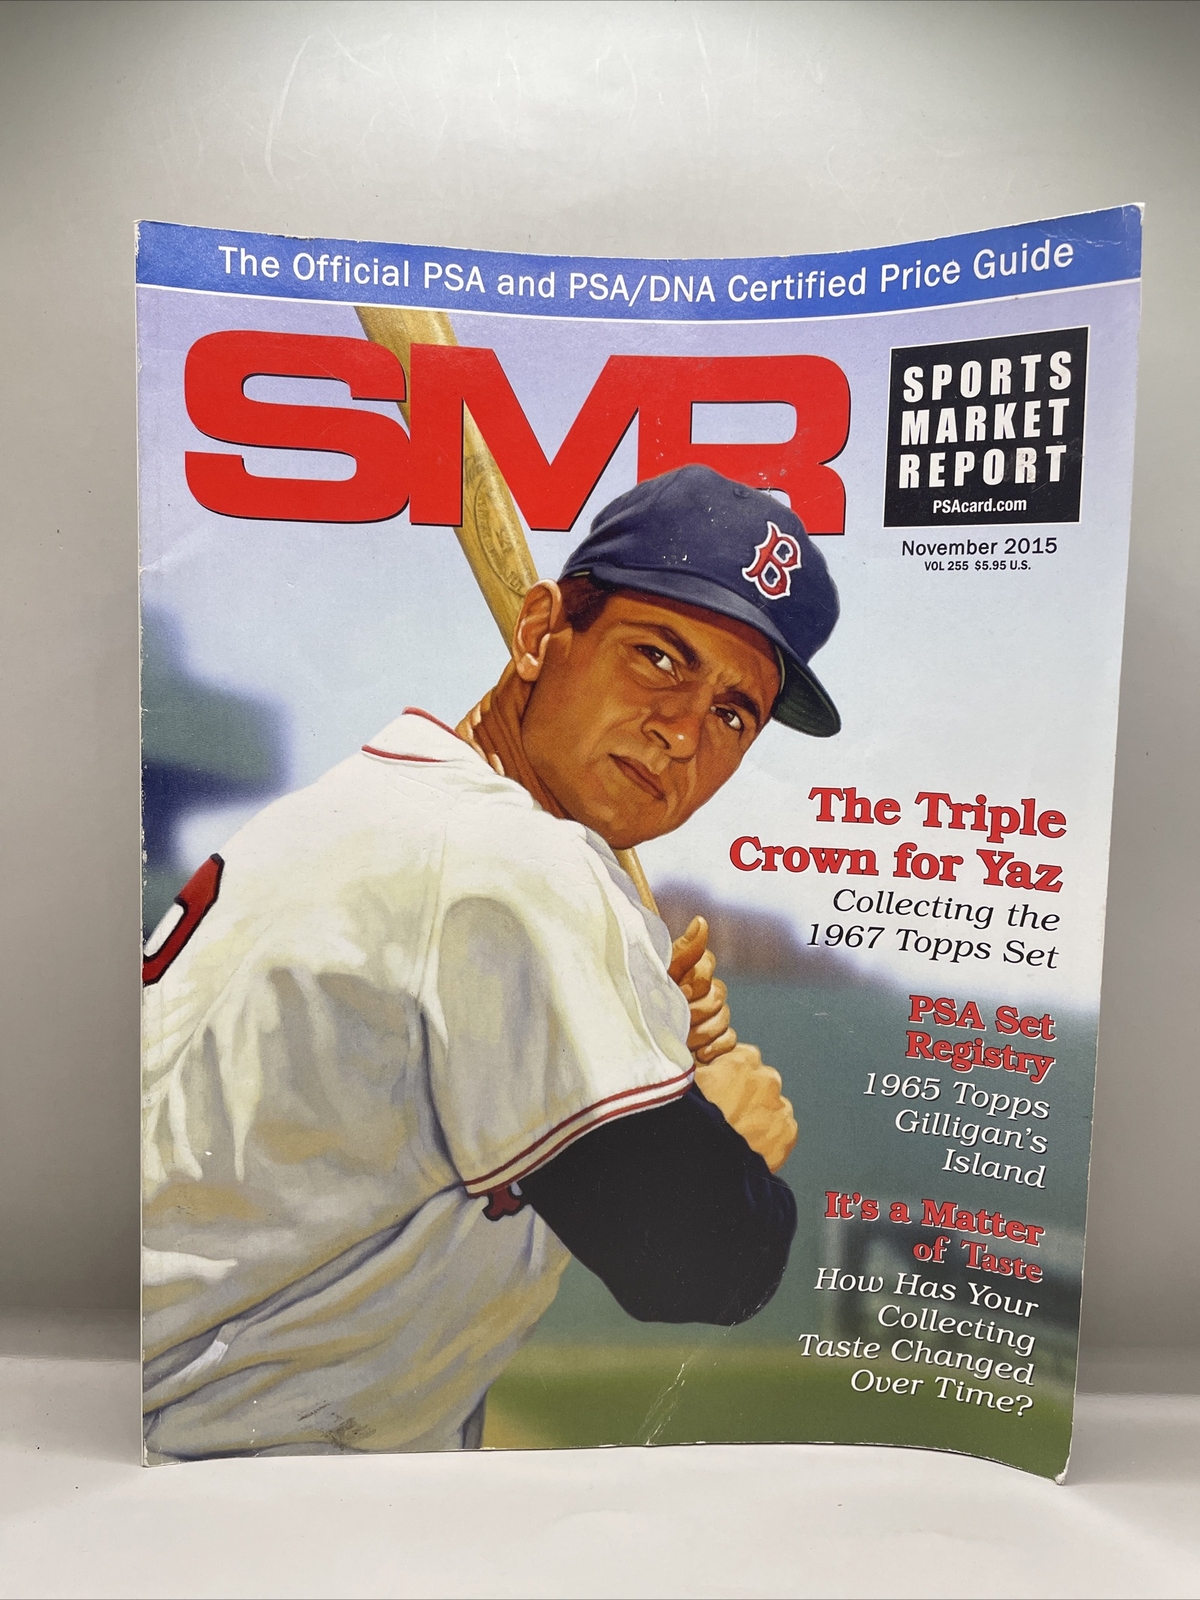 The Official PSA and PSA/DNA Certified Price Guide
SMR
SPORTS
MARKET
REPORT
PSAcard.com
November 2015
VOL 255 $5.95 U.S.
B
The Triple
Crown for Yaz
Collecting the
1967 Topps Set
PSA Set
Registry
1965 Topps
Gilligan's
Island
It's a Matter
of Taste
How Has Your
Collecting
Taste Changed
Over Time?